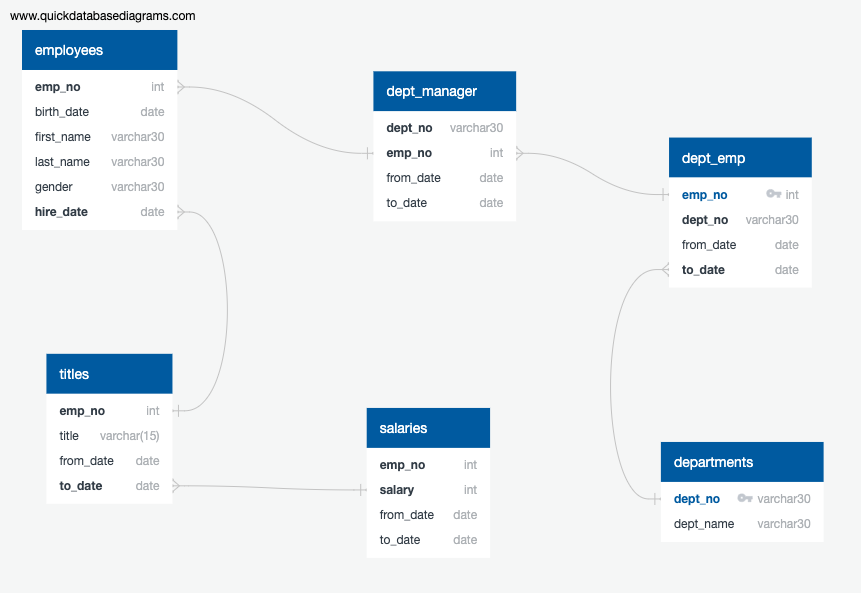 www.quickdatabasediagrams.com
employees
emp_no int
birth_date date
first_name varchar30
last_name varchar30
gender varchar30
hire_date date
dept_manager
dept_no varchar30
emp_no int
from_date date
to_date date
dept_emp
emp_no int
dept_no varchar30
from_date date
to_date date
titles
emp_no int
title varchar(15)
from_date date
to_date date
salaries
emp_no int
salary int
from_date date
to_date date
departments
dept_no varchar30
dept_name varchar30